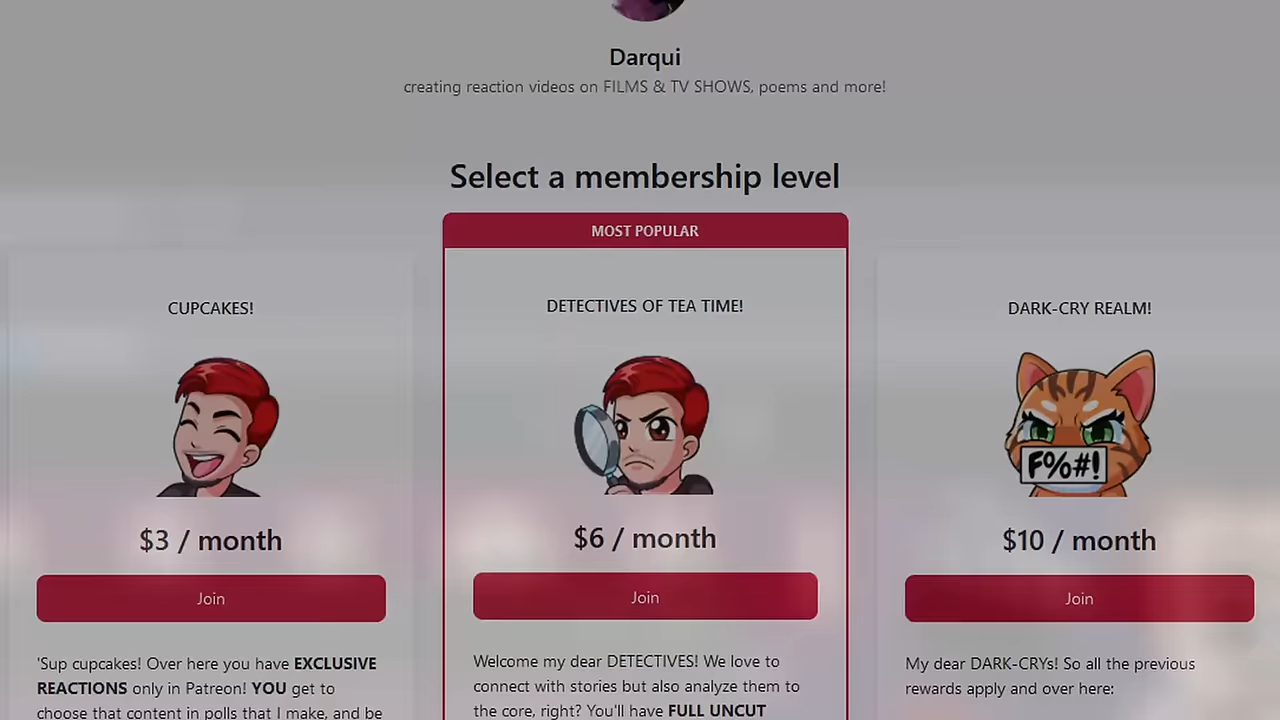 Darqui
creating reaction videos on FILMS & TV SHOWS, poems and more!
Select a membership level
MOST POPULAR
CUPCAKES!
$3 / month
Join
'Sup cupcakes! Over here you have EXCLUSIVE
REACTIONS only in Patreon! YOU get to
choose that content in polls that I make, and be
DETECTIVES OF TEA TIME!
$6 / month
Join
Welcome my dear DETECTIVES! We love to
connect with stories but also analyze them to
the core, right? You'll have FULL UNCUT
DARK-CRY REALM!
F%#!
$10 / month
Join
My dear DARK-CRYs! So all the previous
rewards apply and over here: